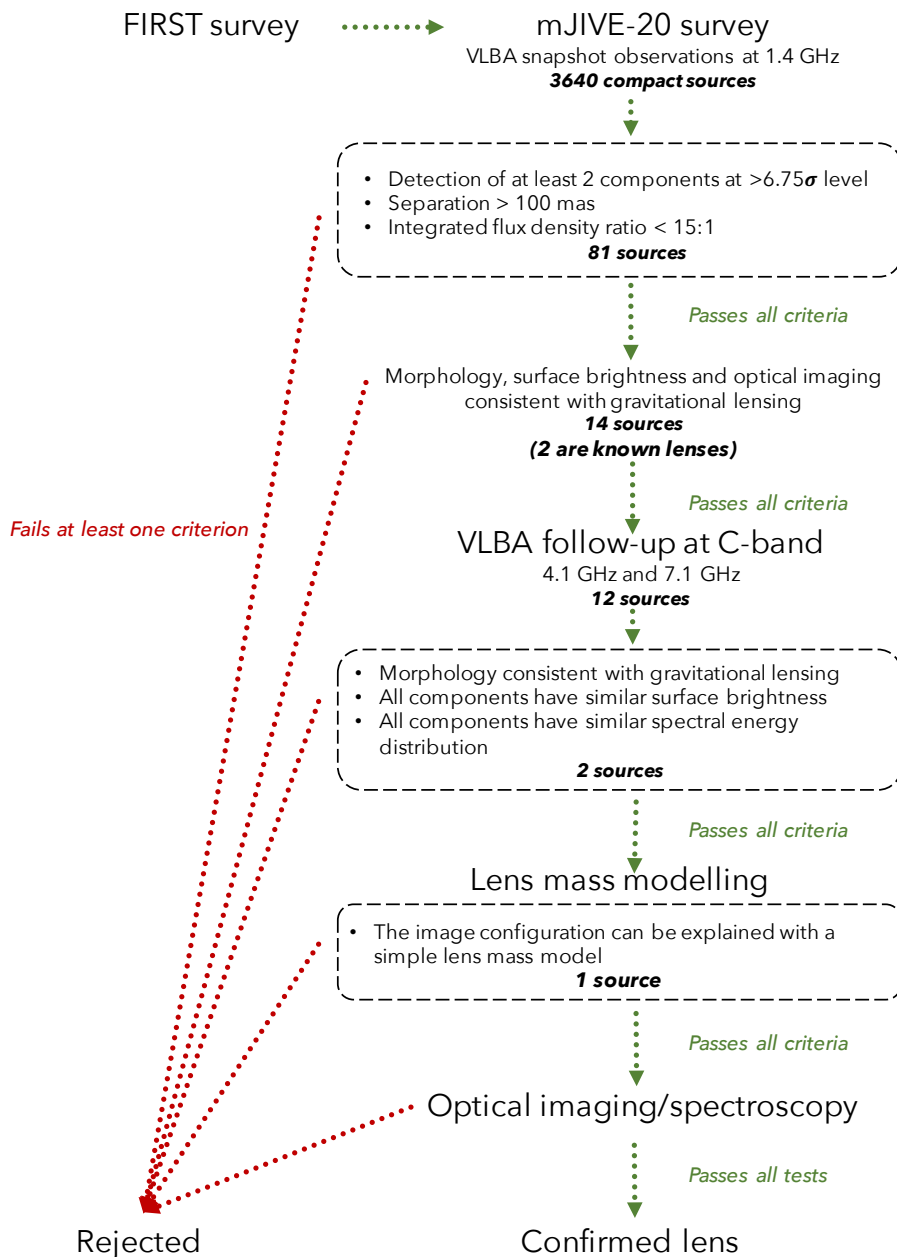 FIRST survey
mJIVE-20 survey
VLBA snapshot observations at 1.4 GHz
3640 compact sources
• Detection of at least 2 components at >6.75σ level
• Separation > 100 mas
• Integrated flux density ratio < 15:1
81 sources
Passes all criteria
Morphology, surface brightness and optical imaging
consistent with gravitational lensing
14 sources
(2 are known lenses)
Passes all criteria
Fails at least one criterion
VLBA follow-up at C-band
4.1 GHz and 7.1 GHz
12 sources
• Morphology consistent with gravitational lensing
• All components have similar surface brightness
• All components have similar spectral energy
distribution
2 sources
Passes all criteria
Lens mass modelling
• The image configuration can be explained with a
simple lens mass model
1 source
Passes all criteria
Optical imaging/spectroscopy
Passes all tests
Rejected
Confirmed lens